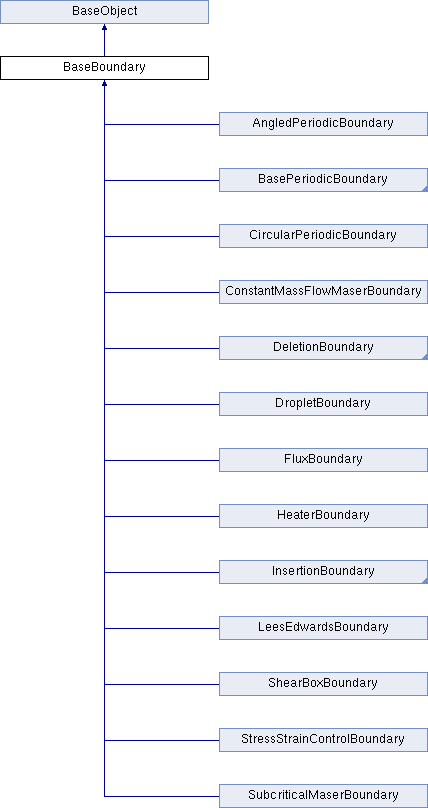 BaseObject
BaseBoundary
AngledPeriodicBoundary
BasePeriodicBoundary
CircularPeriodicBoundary
ConstantMassFlowMaserBoundary
DeletionBoundary
DropletBoundary
FluxBoundary
HeaterBoundary
InsertionBoundary
LeesEdwardsBoundary
ShearBoxBoundary
StressStrainControlBoundary
SubcriticalMaserBoundary